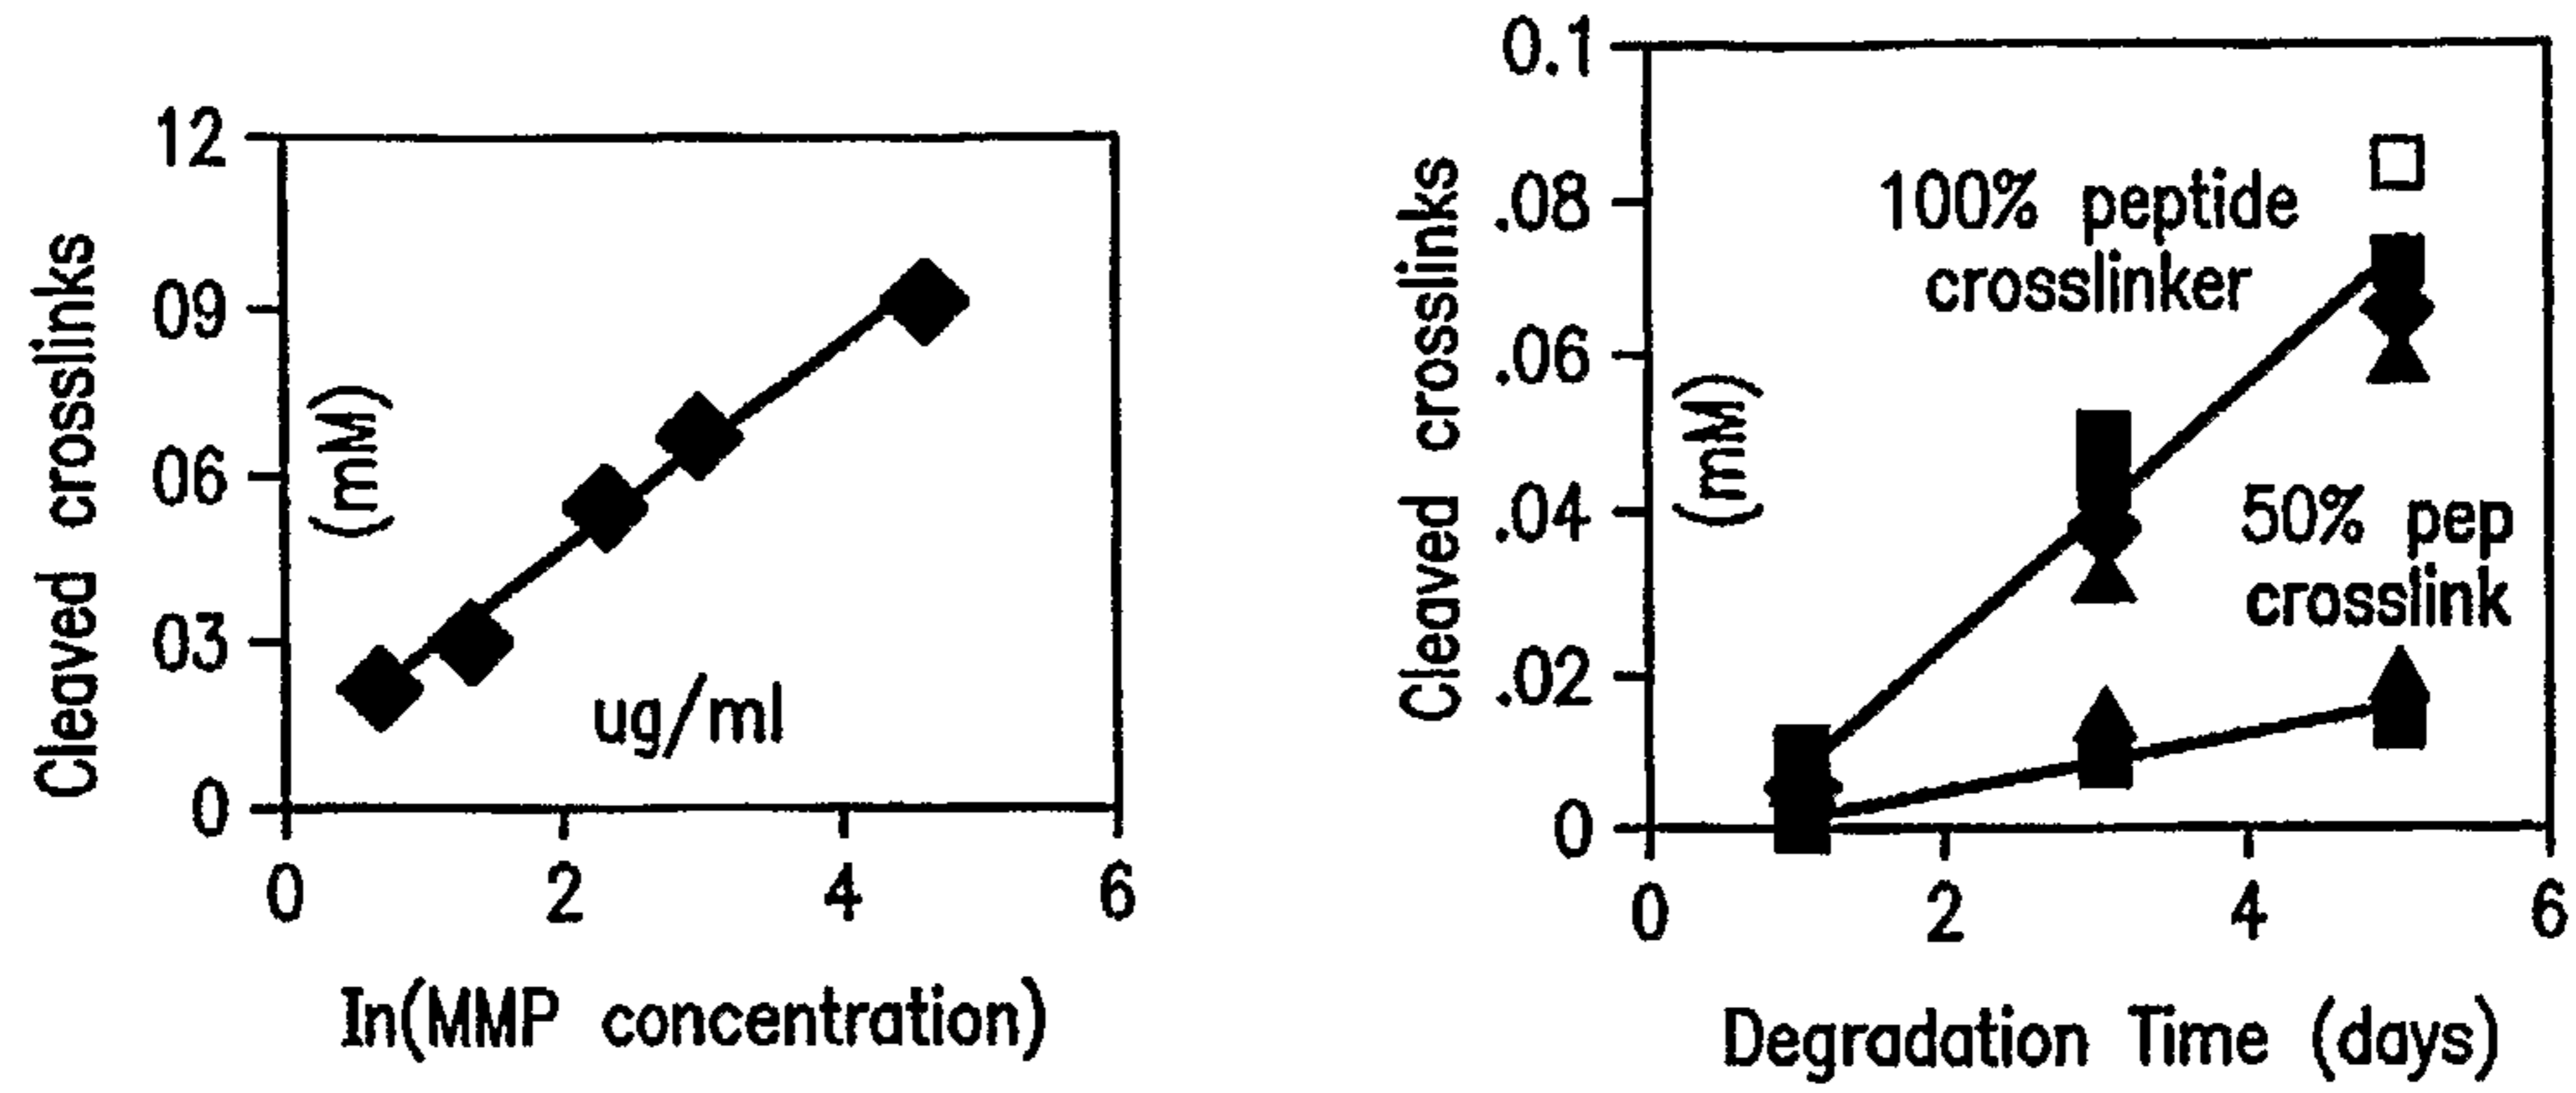 Cleaved crosslinks
(mM)
12
09
06
03
0
0 2 4 6
ug/ml
In(MMP concentration)
Cleaved crosslinks
(mM)
0.1
.08
.06
.04
.02
0
0 2 4 6
100% peptide
crosslinker
50% pep
crosslink
Degradation Time (days)